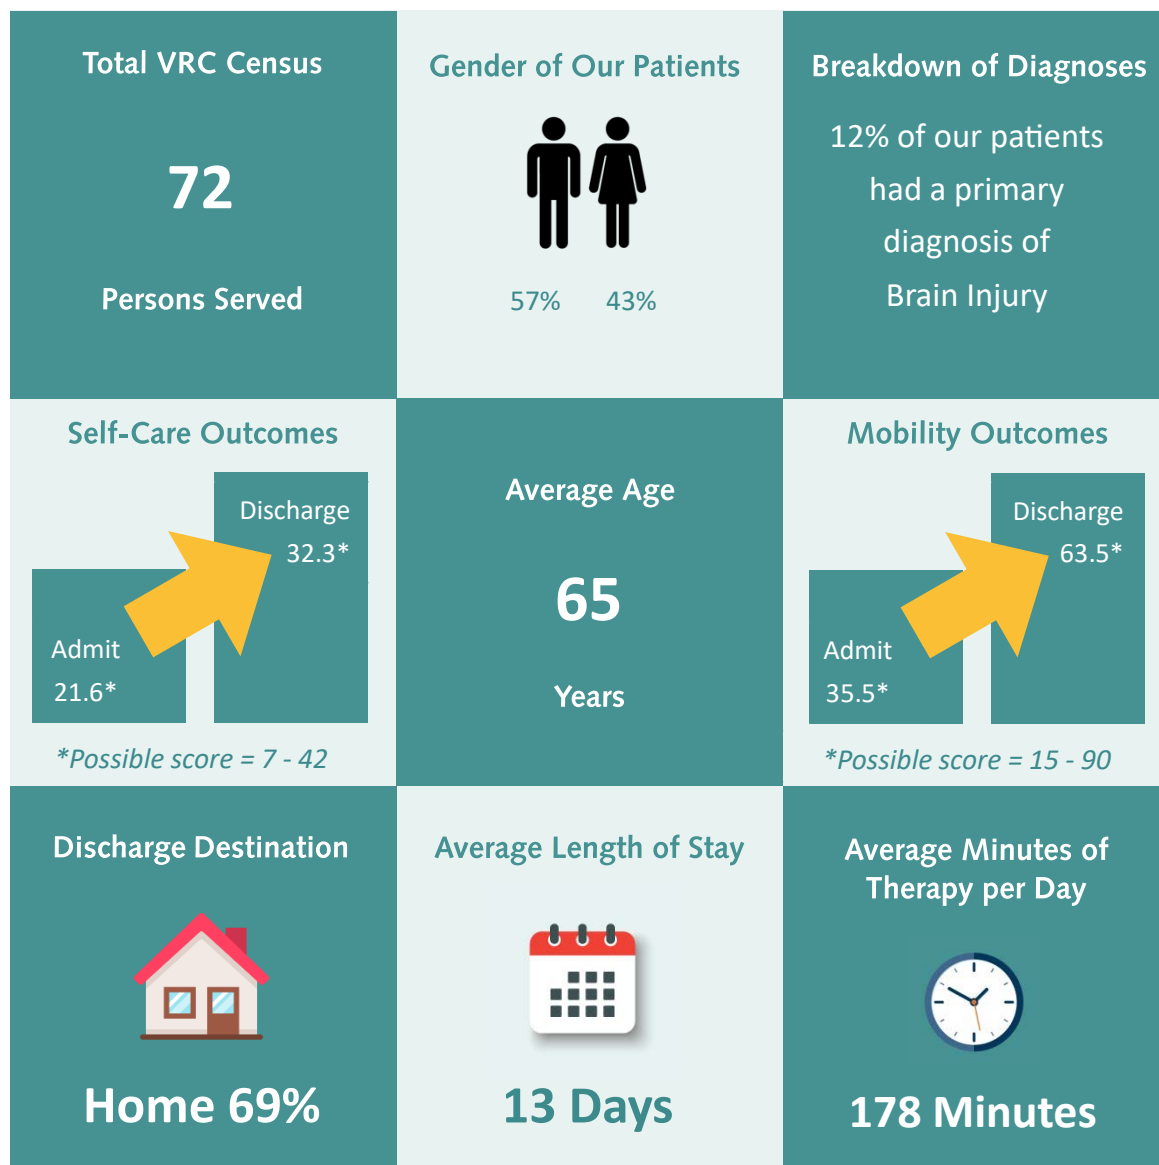 Total VRC Census
72
Persons Served
Gender of Our Patients
57% 43%
Breakdown of Diagnoses
12% of our patients
had a primary
diagnosis of
Brain Injury
Self-Care Outcomes
Discharge
32.3*
Admit
21.6*
*Possible score = 7 - 42
Average Age
65
Years
Mobility Outcomes
Discharge
63.5*
Admit
35.5*
*Possible score = 15 - 90
Discharge Destination
Home 69%
Average Length of Stay
13 Days
Average Minutes of
Therapy per Day
178 Minutes